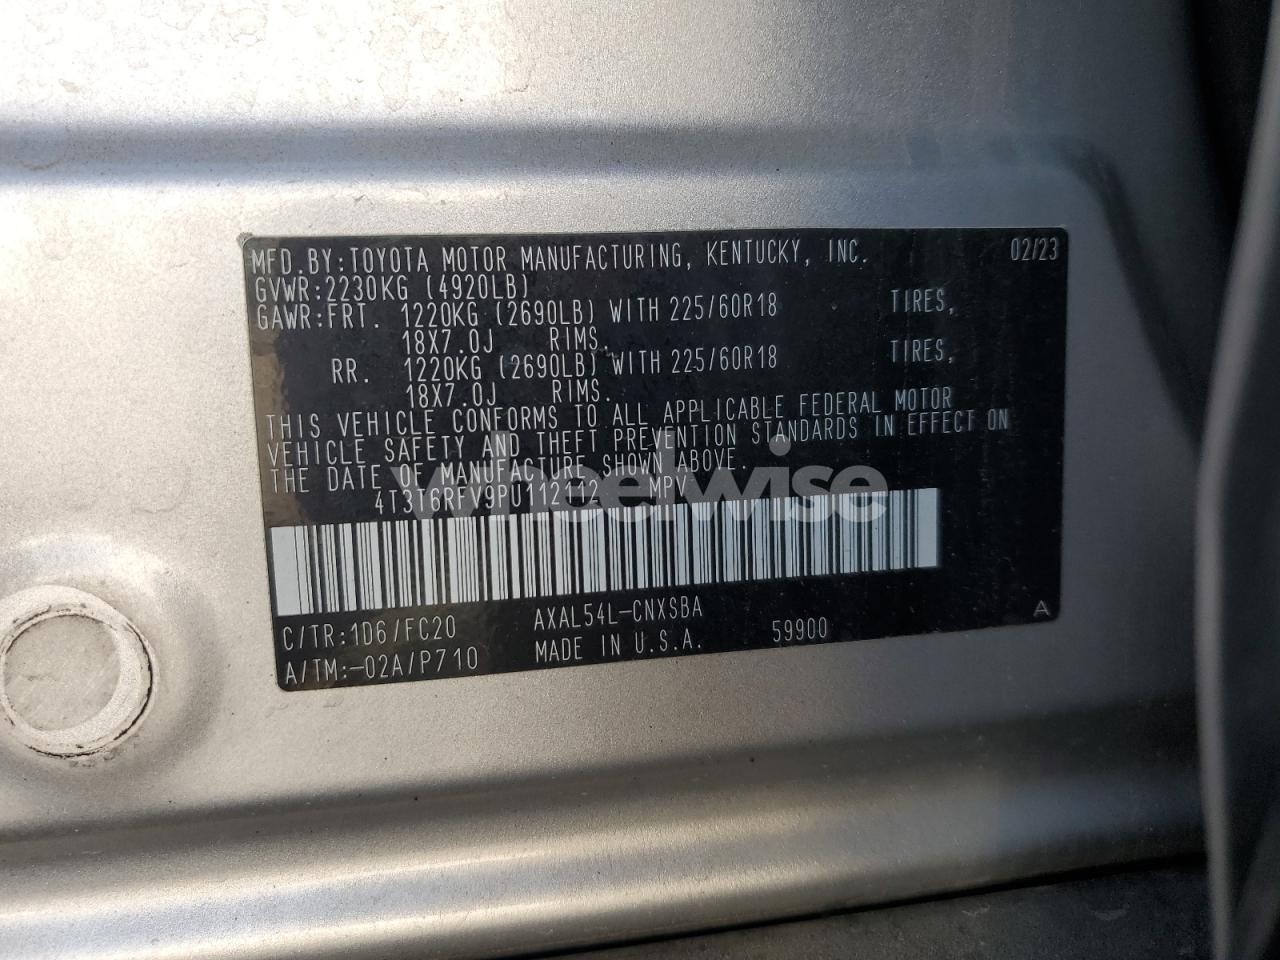 MFD.BY:TOYOTA MOTOR MANUFACTURING, KENTUCKY, INC. 02/23
GVWR:2230KG (4920LB)
GAWR:FRT. 1220KG (2690LB) WITH 225/60R18 TIRES,
18X7.0J RIMS.
RR. 1220KG (2690LB) WITH 225/60R18 TIRES,
18X7.0J RIMS.
THIS VEHICLE CONFORMS TO ALL APPLICABLE FEDERAL MOTOR
VEHICLE SAFETY AND THEFT PREVENTION STANDARDS IN EFFECT ON
THE DATE OF MANUFACTURE SHOWN ABOVE.
4T3T6RFV9PU112112 MPV
wheelwise
C/TR:1D6/FC20 AXAL54L-CNXSBA A
A/TM:-02A/P710 MADE IN U.S.A. 59900